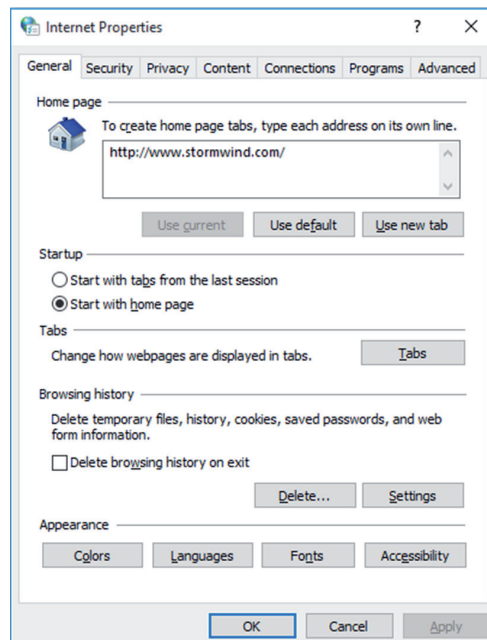 Internet Properties ? ×
General Security Privacy Content Connections Programs Advanced
Home page
To create home page tabs, type each address on its own line.
http://www.stormwind.com/
Use current Use default Use new tab
Startup
Start with tabs from the last session
Start with home page
Tabs
Change how webpages are displayed in tabs. Tabs
Browsing history
Delete temporary files, history, cookies, saved passwords, and web
form information.
Delete browsing history on exit
Delete... Settings
Appearance
Colors Languages Fonts Accessibility
OK Cancel Apply